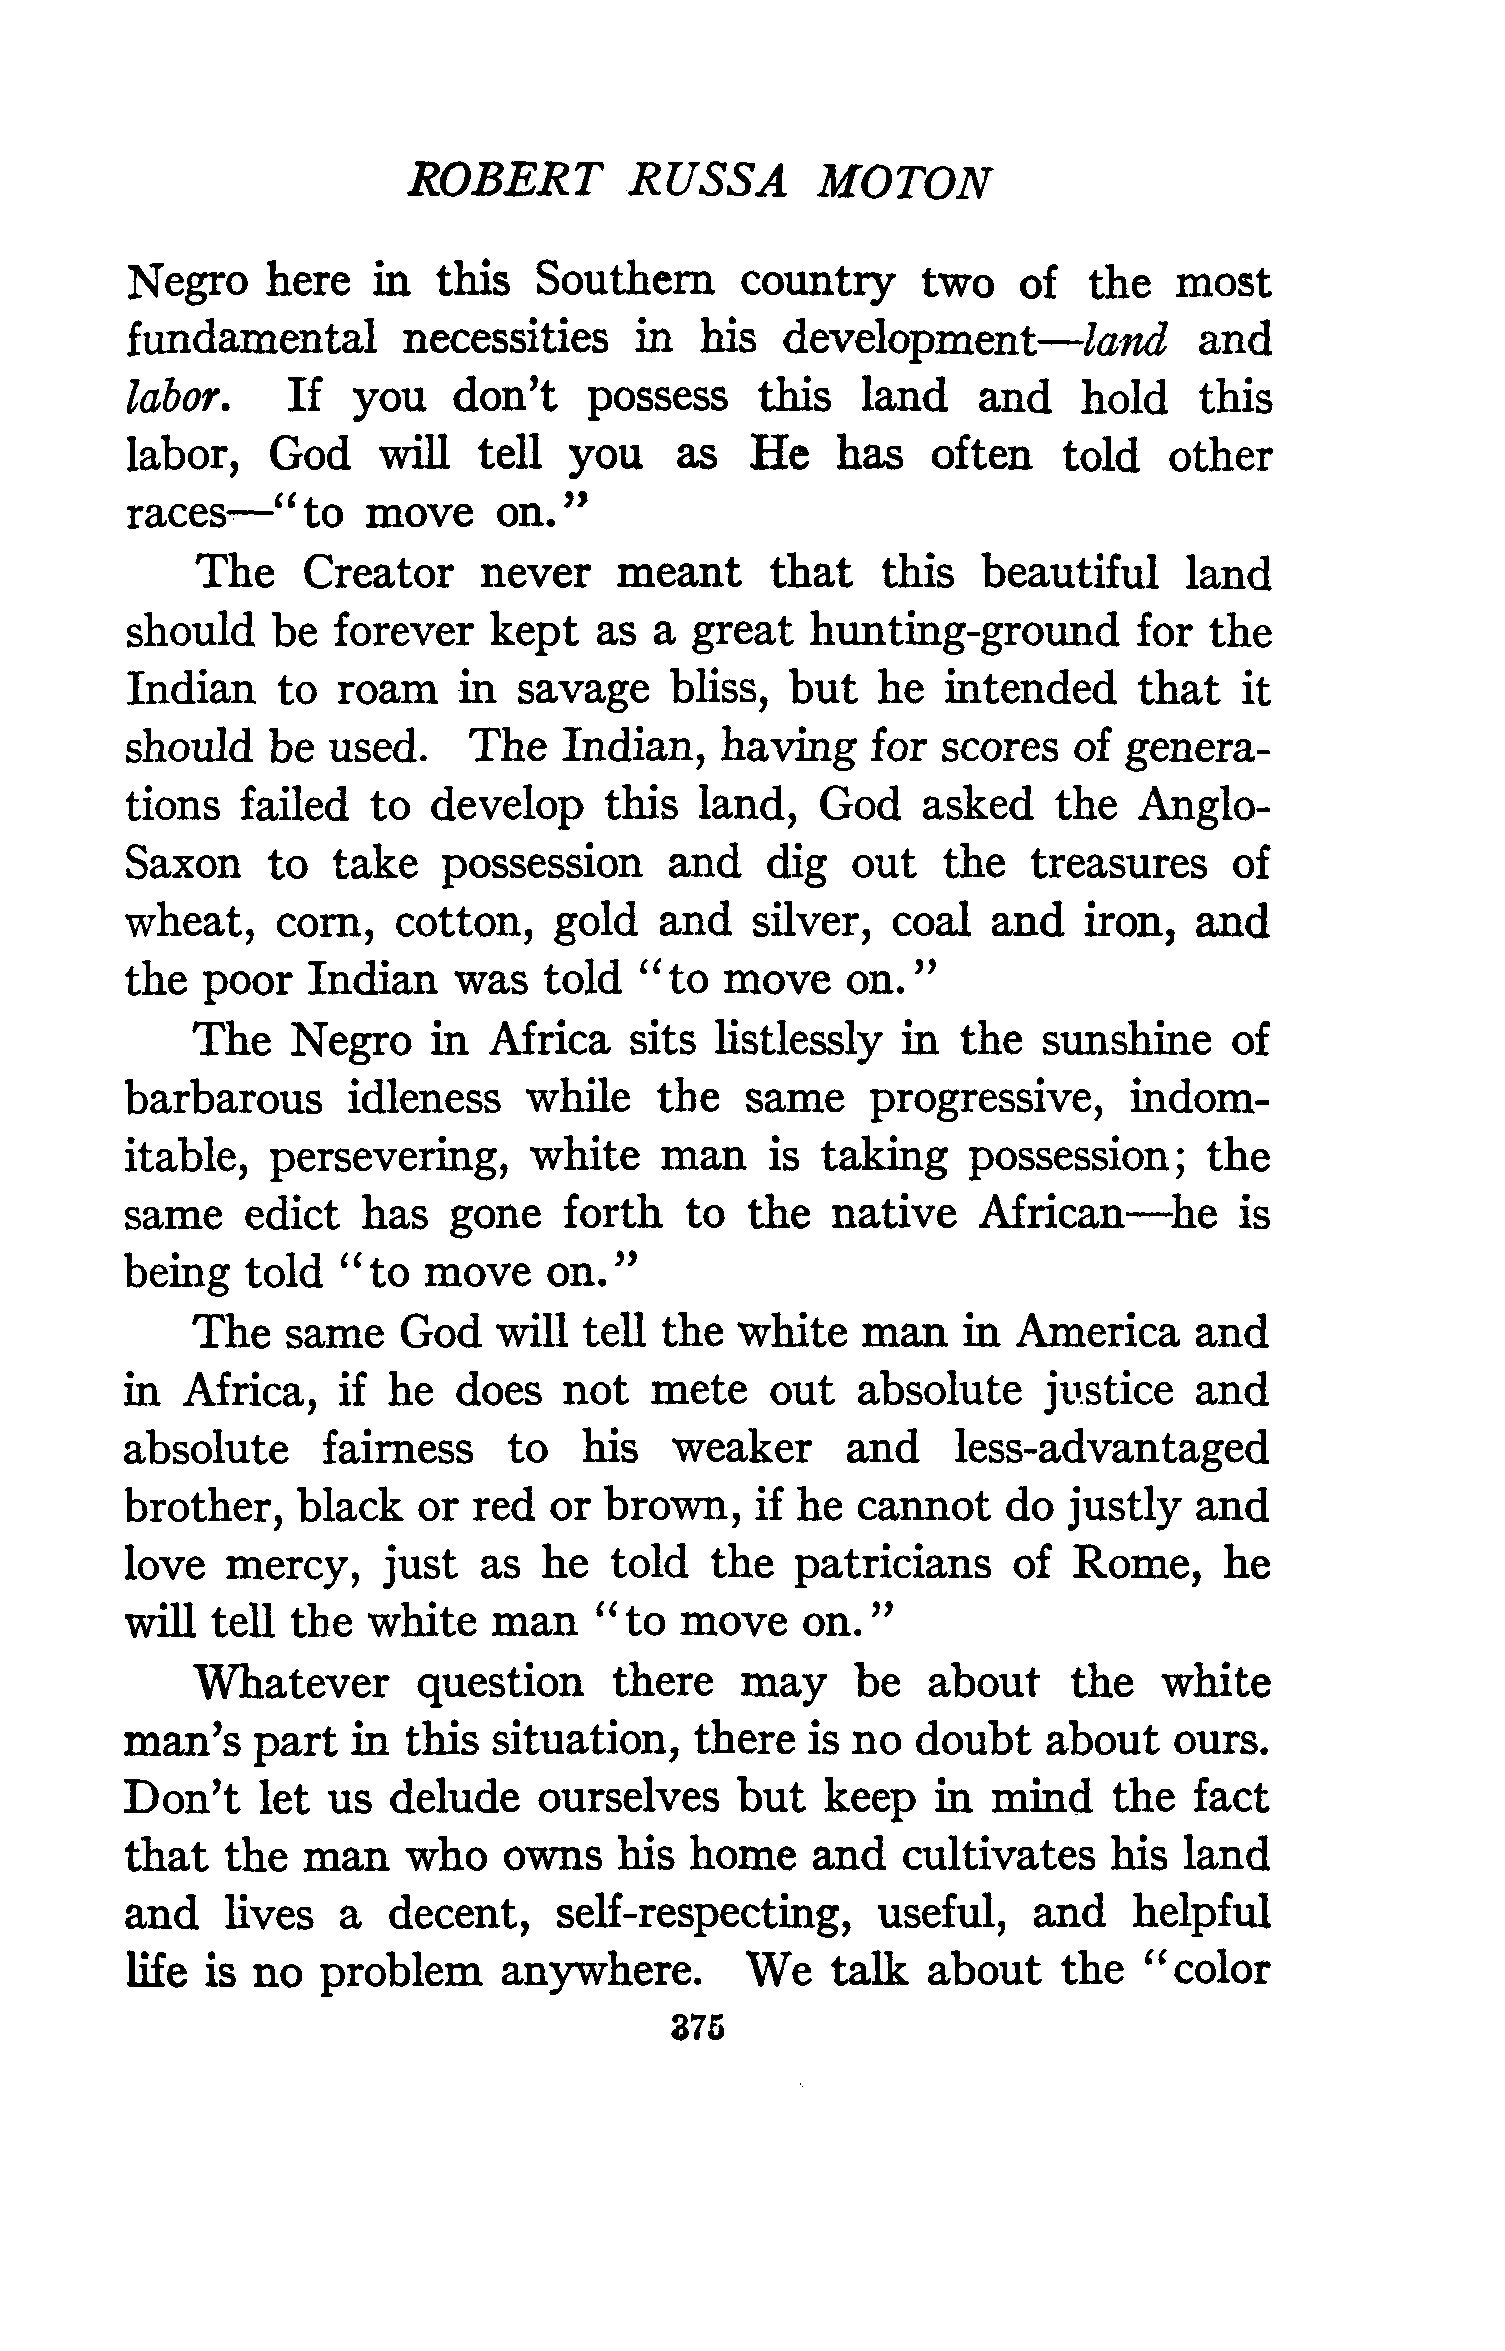 ROBERT RUSSA MOTON
Negro here in this Southern country two of the most
fundamental necessities in his development—land and
labor. If you don't possess this land and hold this
labor, God will tell you as He has often told other
races—"to move on."
The Creator never meant that this beautiful land
should be forever kept as a great hunting-ground for the
Indian to roam in savage bliss, but he intended that it
should be used. The Indian, having for scores of genera-
tions failed to develop this land, God asked the Anglo-
Saxon to take possession and dig out the treasures of
wheat, corn, cotton, gold and silver, coal and iron, and
the poor Indian was told "to move on."
The Negro in Africa sits listlessly in the sunshine of
barbarous idleness while the same progressive, indom-
itable, persevering, white man is taking possession; the
same edict has gone forth to the native African—he is
being told "to move on."
The same God will tell the white man in America and
in Africa, if he does not mete out absolute justice and
absolute fairness to his weaker and less-advantaged
brother, black or red or brown, if he cannot do justly and
love mercy, just as he told the patricians of Rome, he
will tell the white man "to move on."
Whatever question there may be about the white
man's part in this situation, there is no doubt about ours.
Don't let us delude ourselves but keep in mind the fact
that the man who owns his home and cultivates his land
and lives a decent, self-respecting, useful, and helpful
life is no problem anywhere. We talk about the "color
375